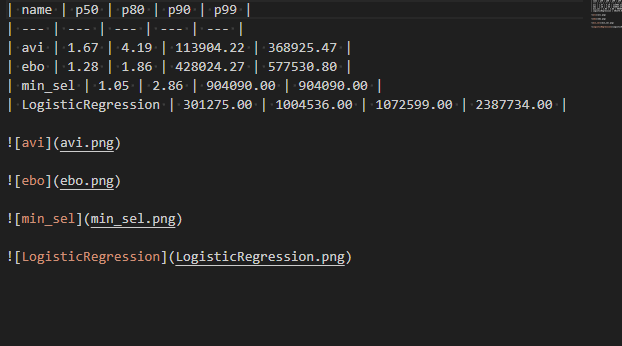 | name | p50 | p80 | p90 | p99 |
| --- | --- | --- | --- | --- |
| avi | 1.67 | 4.19 | 113904.22 | 368925.47 |
| ebo | 1.28 | 1.86 | 428024.27 | 577530.80 |
| min_sel | 1.05 | 2.86 | 904090.00 | 904090.00 |
| LogisticRegression | 301275.00 | 1004536.00 | 1072599.00 | 2387734.00 |
![avi](avi.png)
![ebo](ebo.png)
![min_sel](min_sel.png)
![LogisticRegression](LogisticRegression.png)